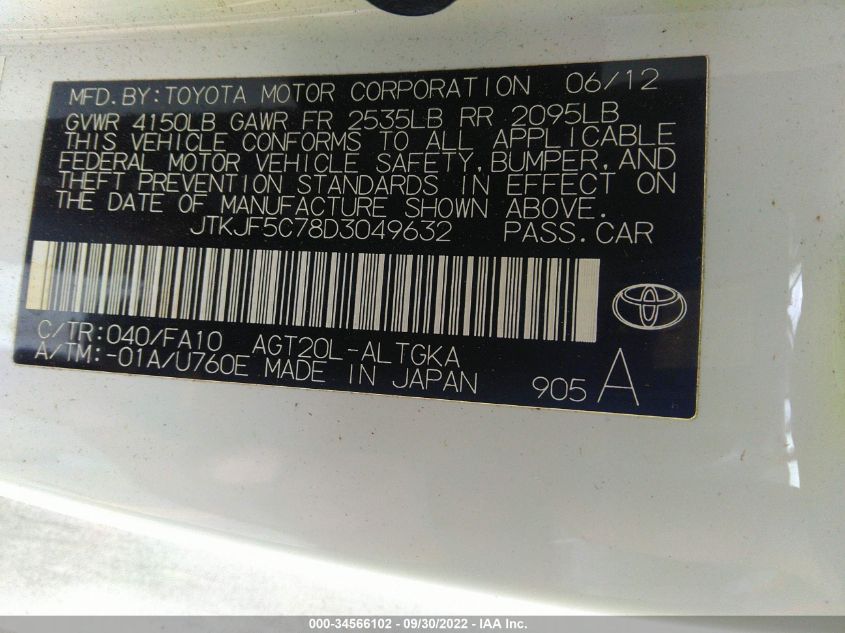 MFD.BY:TOYOTA MOTOR CORPORATION 06/12
GVWR 4150LB GAWR FR 2535LB RR 2095LB
THIS VEHICLE CONFORMS TO ALL APPLICABLE
FEDERAL MOTOR VEHICLE SAFETY,BUMPER,AND
THEFT PREVENTION STANDARDS IN EFFECT ON
THE DATE OF MANUFACTURE SHOWN ABOVE.
JTKJF5C78D3049632 PASS.CAR
C/TR:040/FA10 AGT20L-ALTGKA
A/TM:-01A/U760E MADE IN JAPAN
905 A
000-34566102 - 09/30/2022 - IAA Inc.